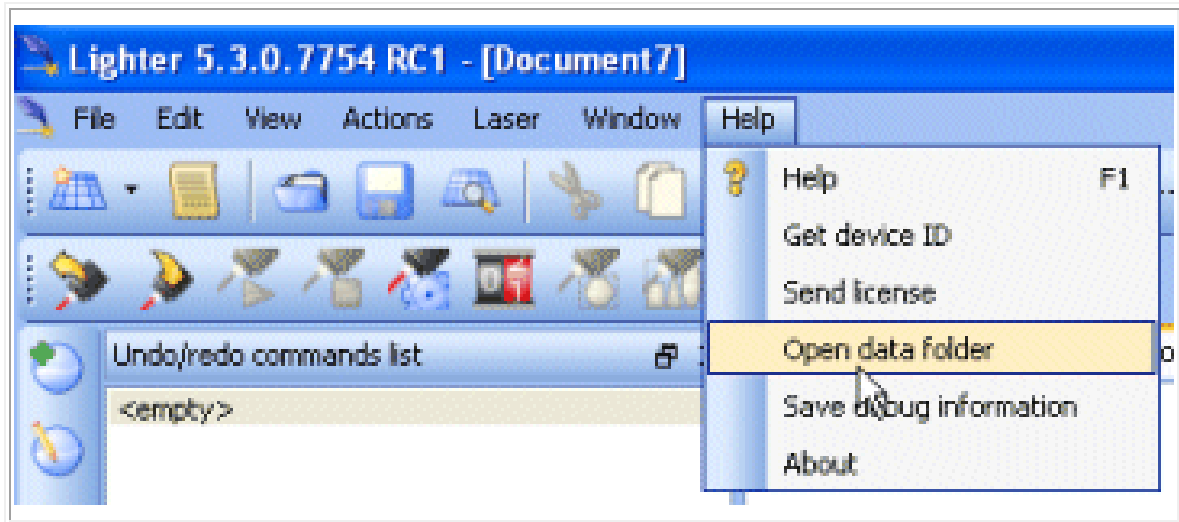 Lighter 5.3.0.7754 RC1 - [Document7]
File Edit View Actions Laser Window Help
Help F1
Get device ID
Send license
Undo/redo commands list
Open data folder
<empty>
Save debug information
About